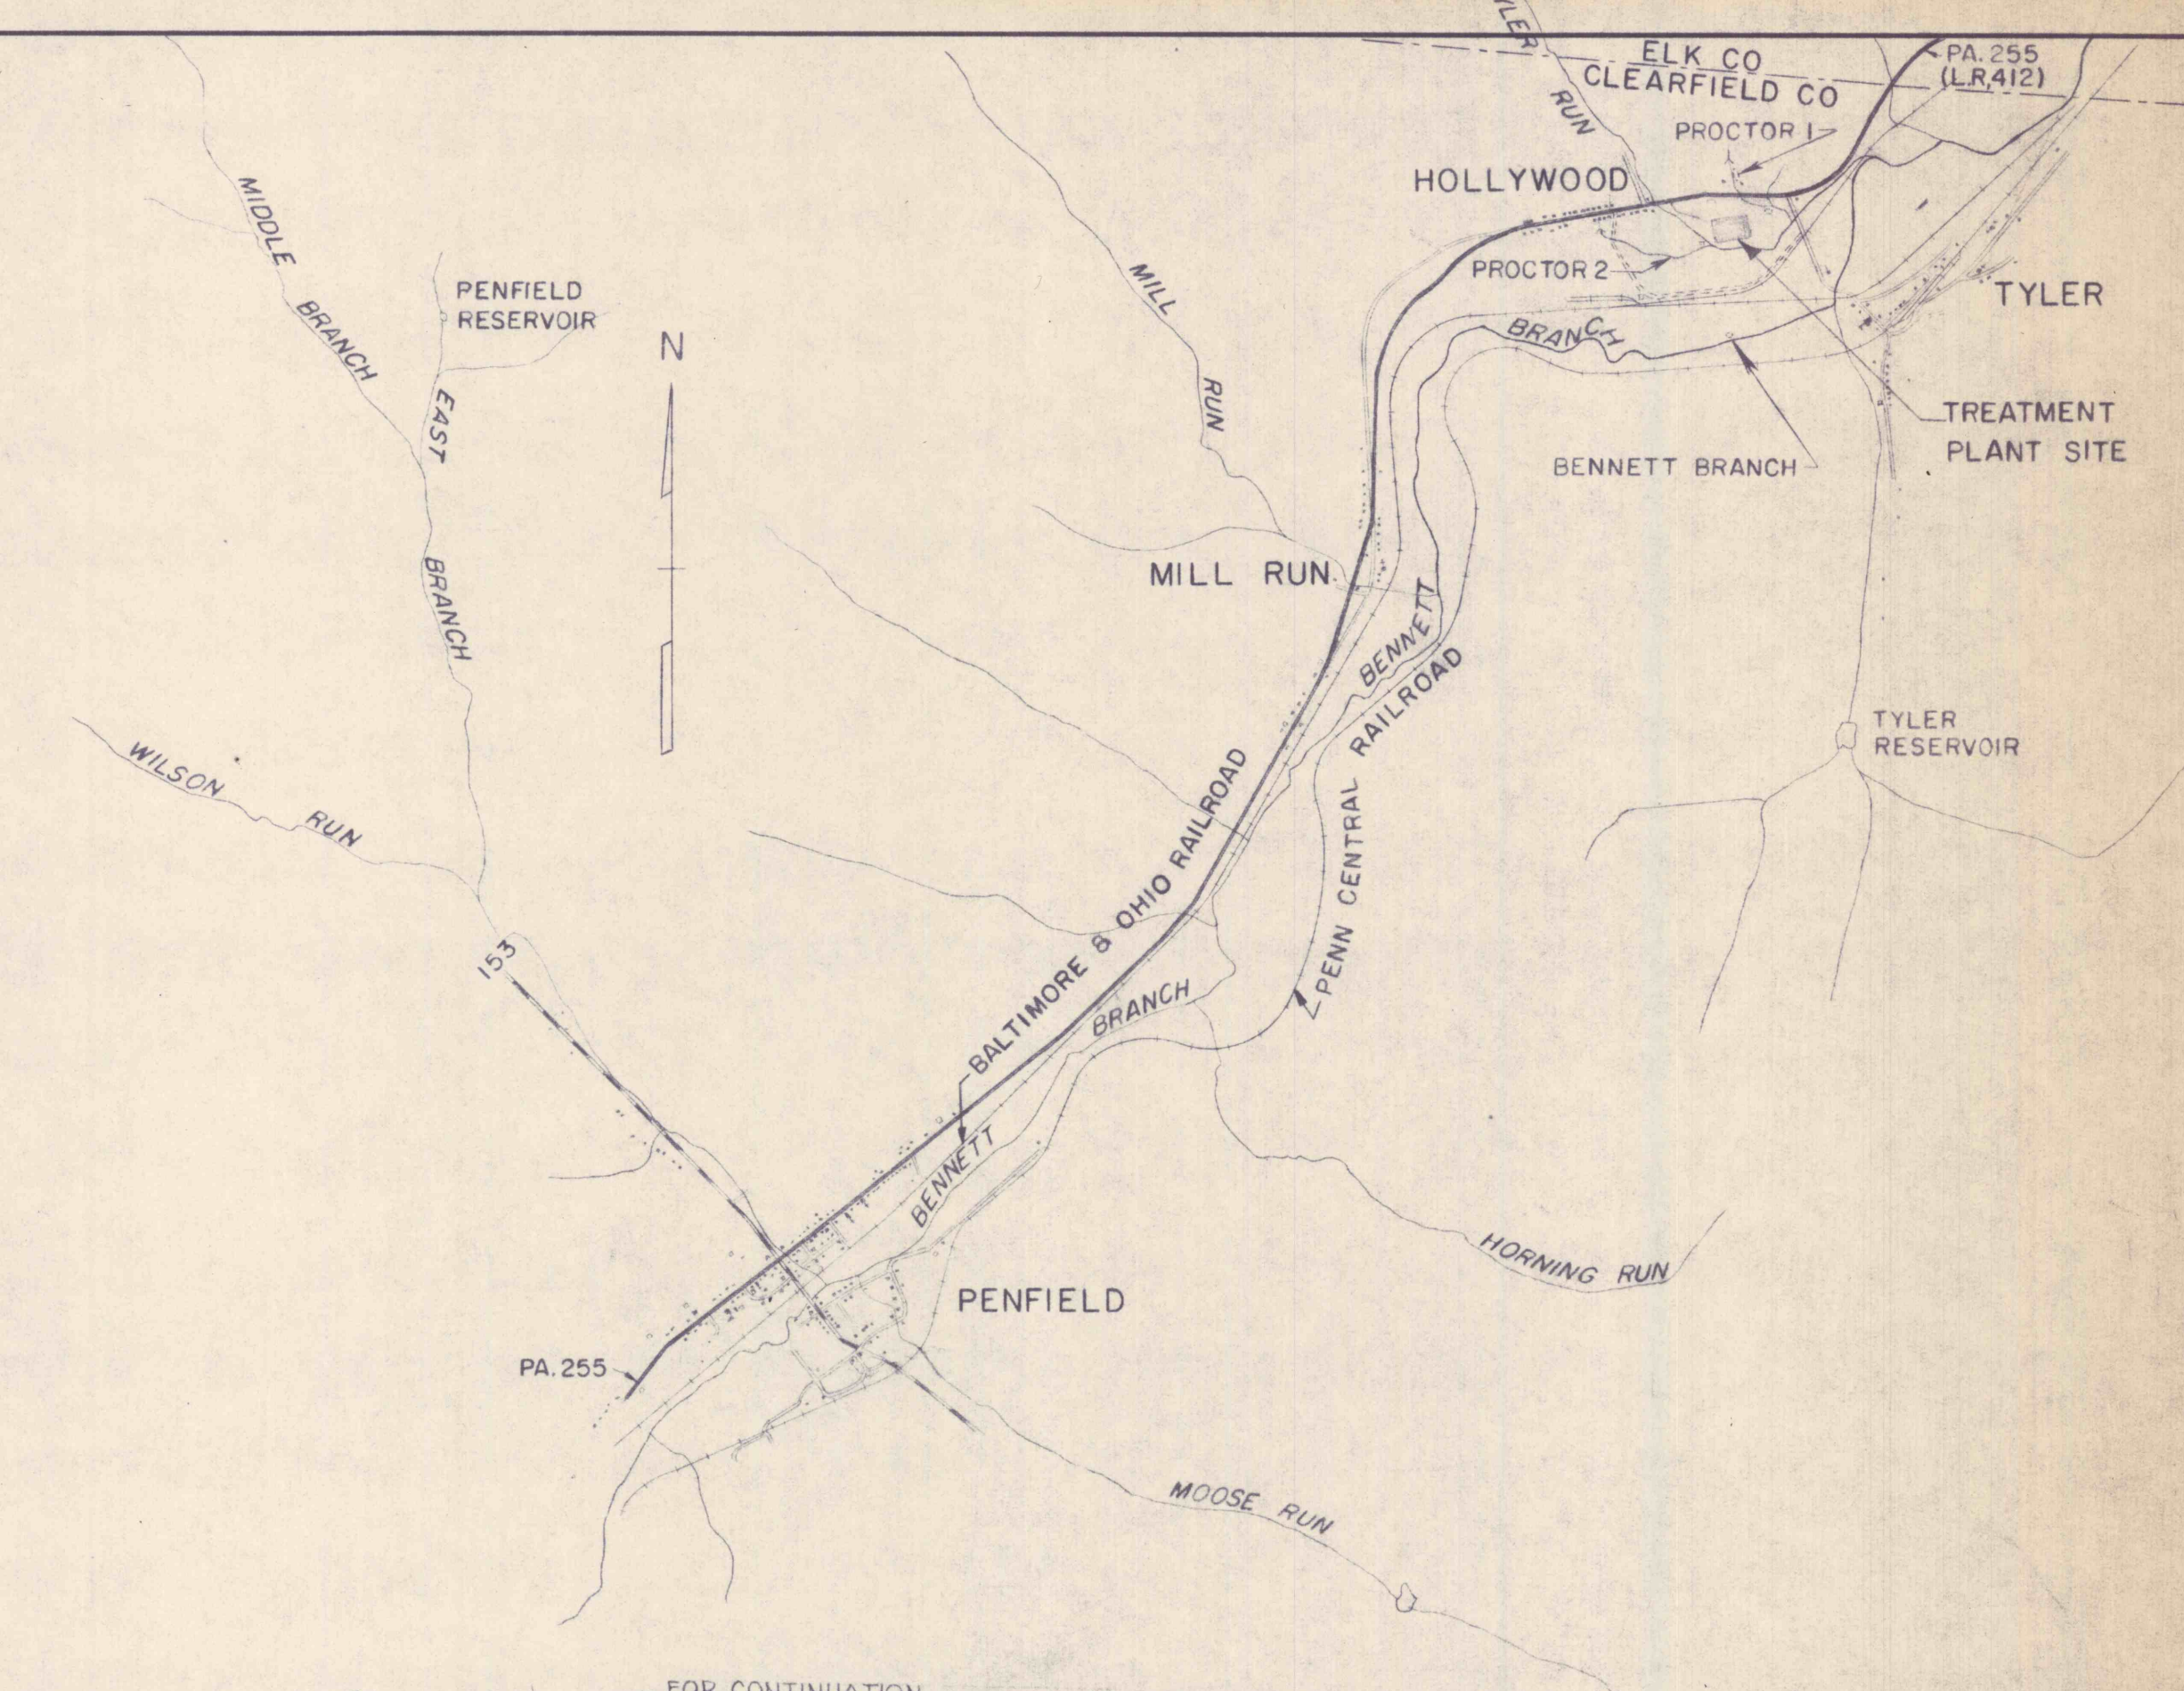 ELK CO
CLEARFIELD CO
PA. 255
(L.R. 412)
RUN
PROCTOR 1
HOLLYWOOD
PROCTOR 2
TYLER
BRANCH
TREATMENT
PLANT SITE
BENNETT BRANCH
MIDDLE
BRANCH
PENFIELD
RESERVOIR
N
EAST
BRANCH
MILL
RUN
MILL RUN
BENNETT
PENN CENTRAL RAILROAD
TYLER
RESERVOIR
WILSON
RUN
153
BALTIMORE & OHIO RAILROAD
BRANCH
BENNETT
HORNING RUN
PENFIELD
PA. 255
MOOSE RUN
FOR CONTINUATION